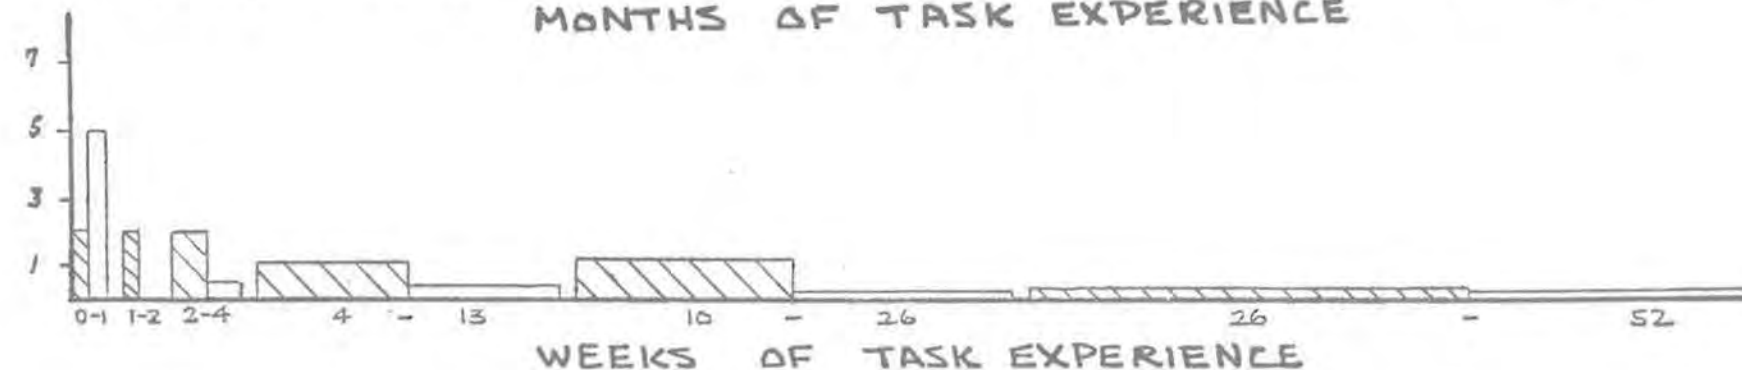 MONTHS OF TASK EXPERIENCE
7
5
3
1
0-1 1-2 2-4 4 - 13 10 - 26 26 - 52
WEEKS OF TASK EXPERIENCE